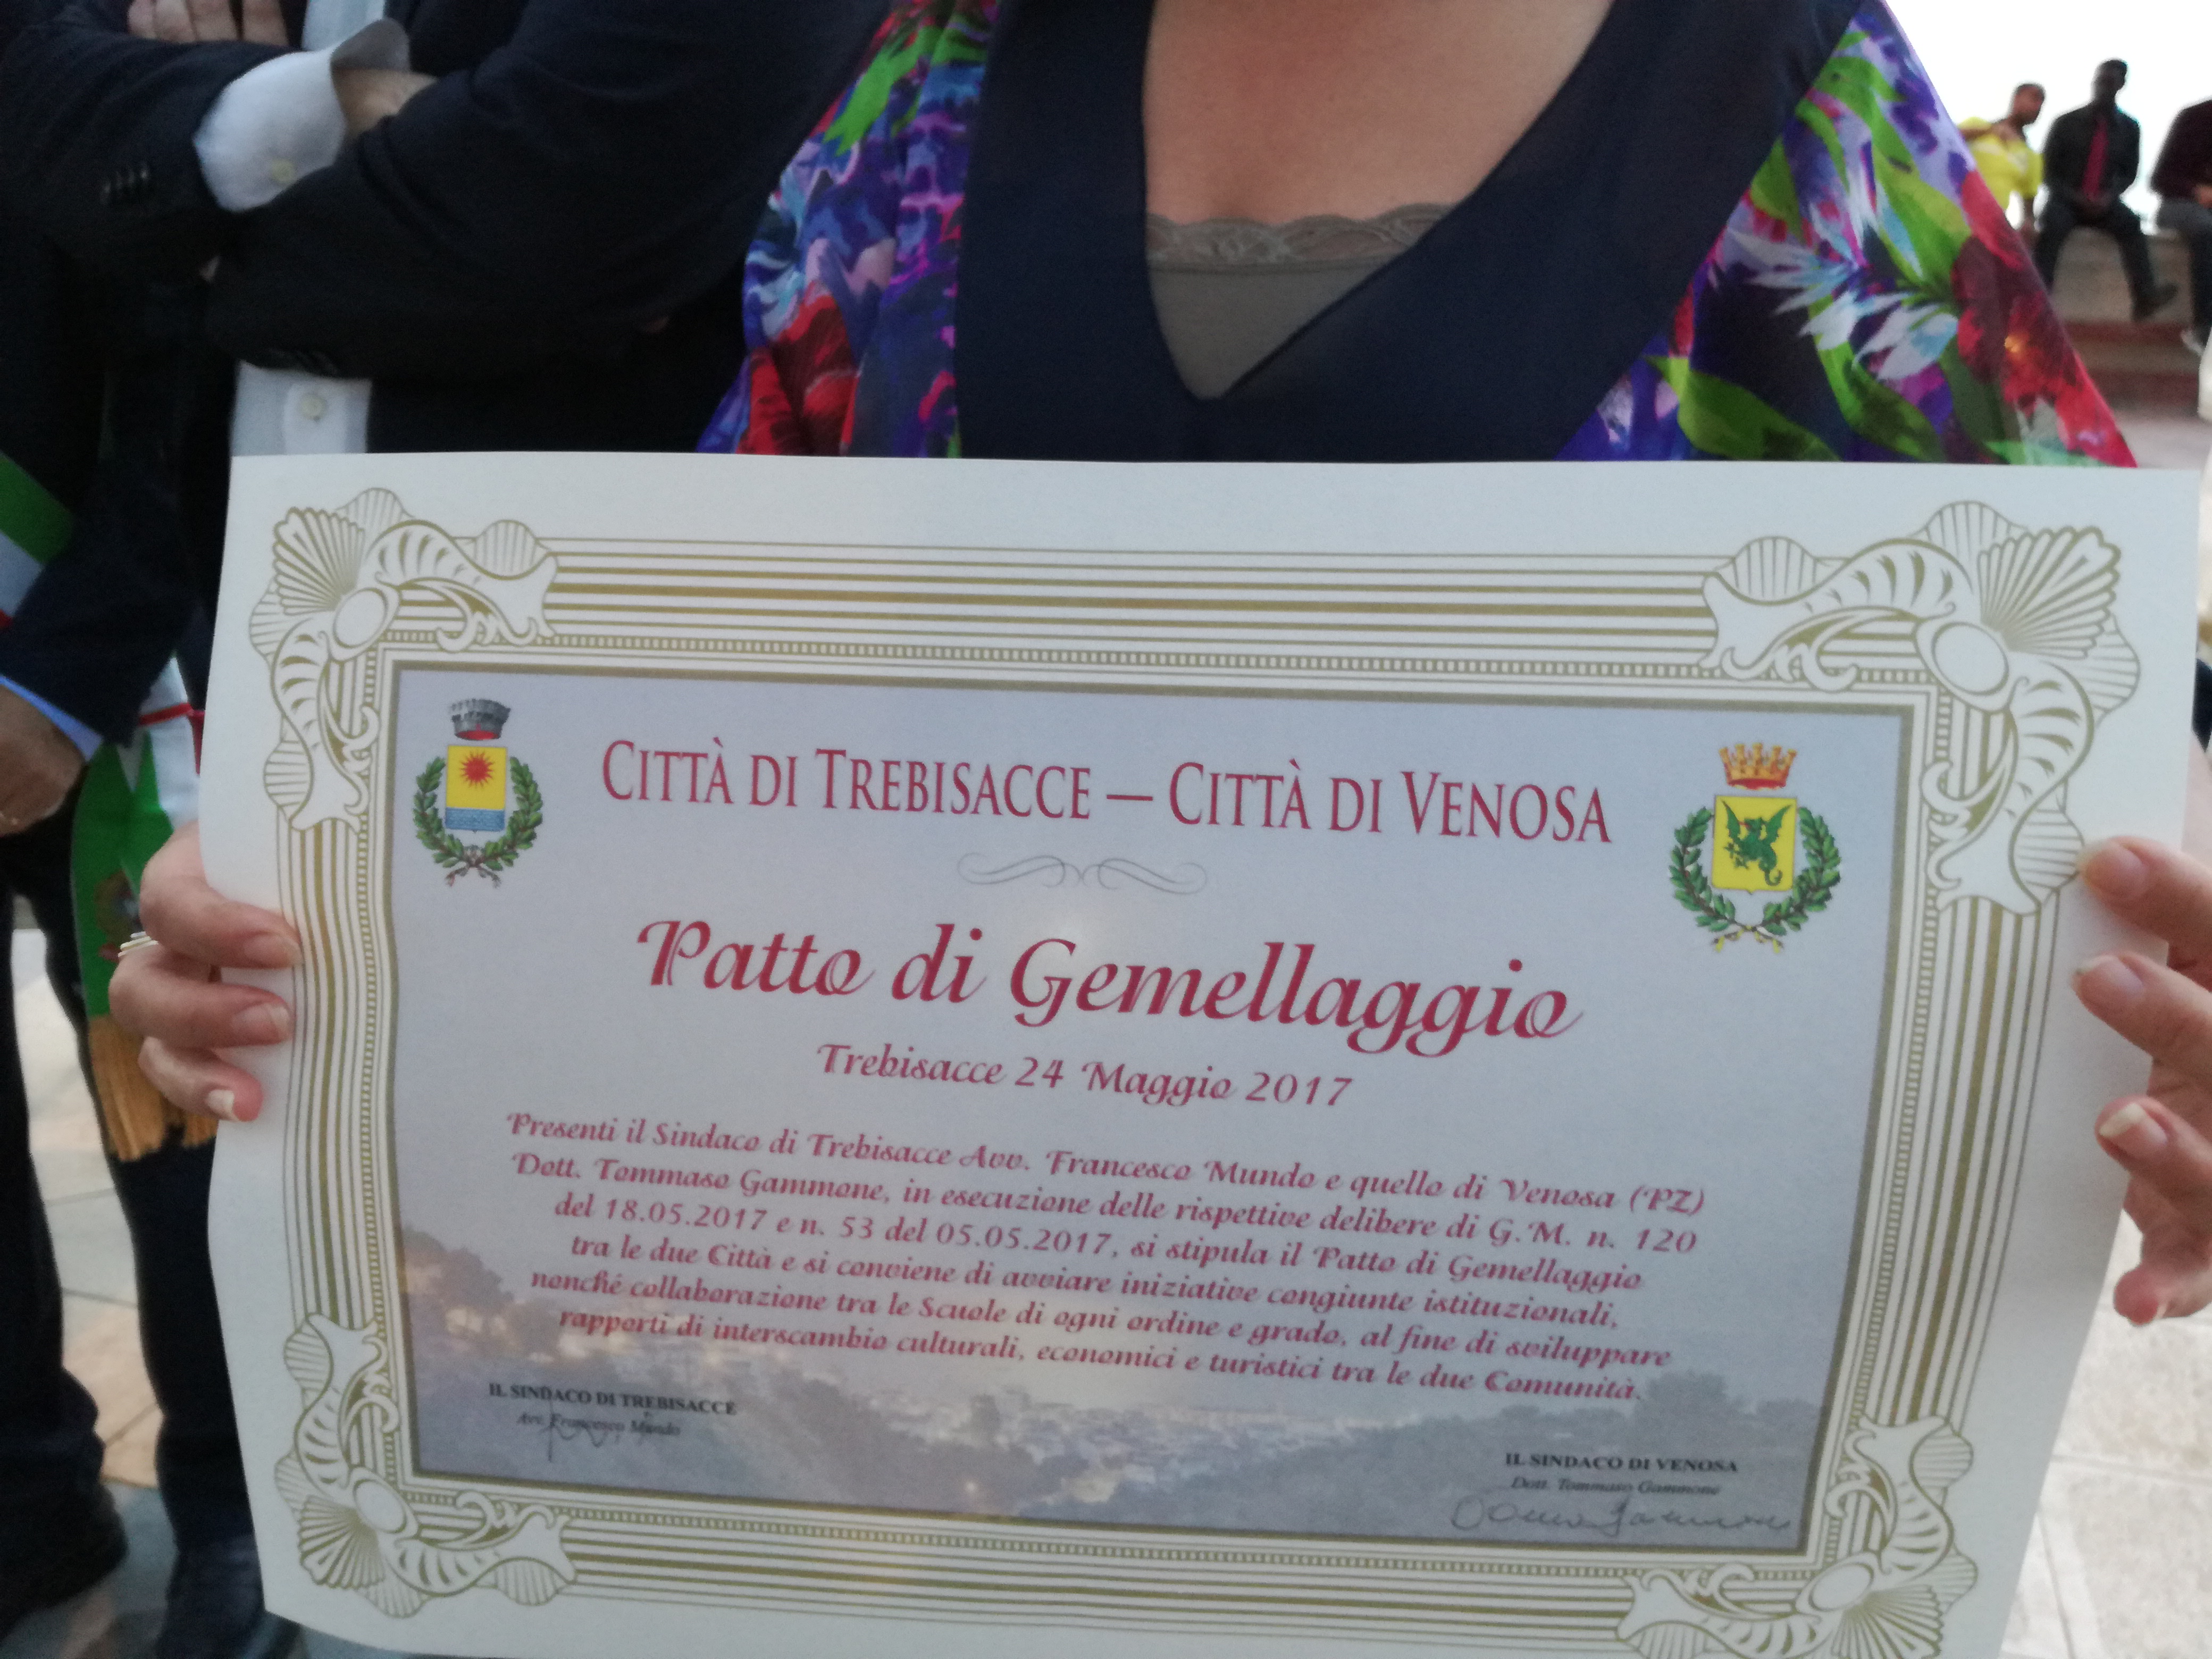 CITTÀ DI TREBISACCE — CITTÀ DI VENOSA
Patto di Gemellaggio
Trebisacce 24 Maggio 2017
Presenti il Sindaco di Trebisacce Avv. Francesco Mundo e quello di Venosa (PZ)
Dott. Tommaso Gammone, in esecuzione delle rispettive delibere di G.M. n. 120
del 18.05.2017 e n. 53 del 05.05.2017, si stipula il Patto di Gemellaggio
tra le due Città e si conviene di avviare iniziative congiunte istituzionali,
nonché collaborazione tra le Scuole di ogni ordine e grado, al fine di sviluppare
rapporti di interscambio culturali, economici e turistici tra le due Comunità.
IL SINDACO DI TREBISACCE
Avv. Francesco Mundo
IL SINDACO DI VENOSA
Dott. Tommaso Gammone